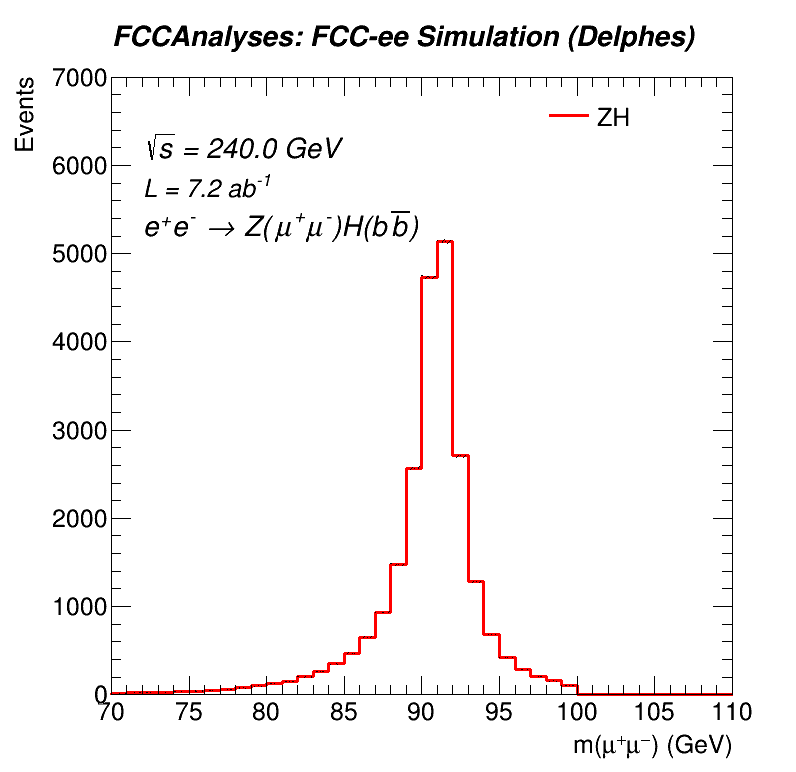 FCCAnalyses: FCC-ee Simulation (Delphes)
Events
7000
6000
5000
4000
3000
2000
1000
0
ZH
√s = 240.0 GeV
L = 7.2 ab⁻¹
e⁺e⁻ → Z(μ⁺μ⁻)H(bb̅)
70 75 80 85 90 95 100 105 110
m(μ⁺μ⁻) (GeV)